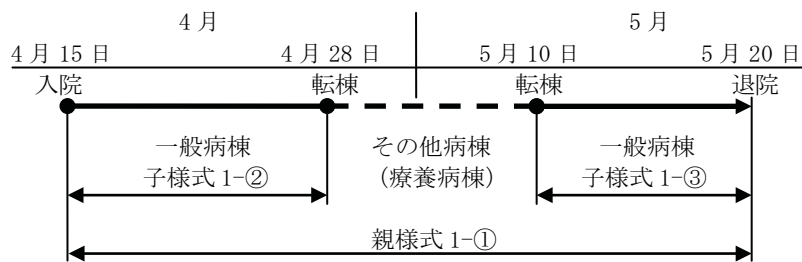 4月 5月
4月15日 4月28日 5月10日 5月20日
入院 転棟 転棟 退院
一般病棟 その他病棟 一般病棟
子様式1-② (療養病棟) 子様式1-③
親様式1-①